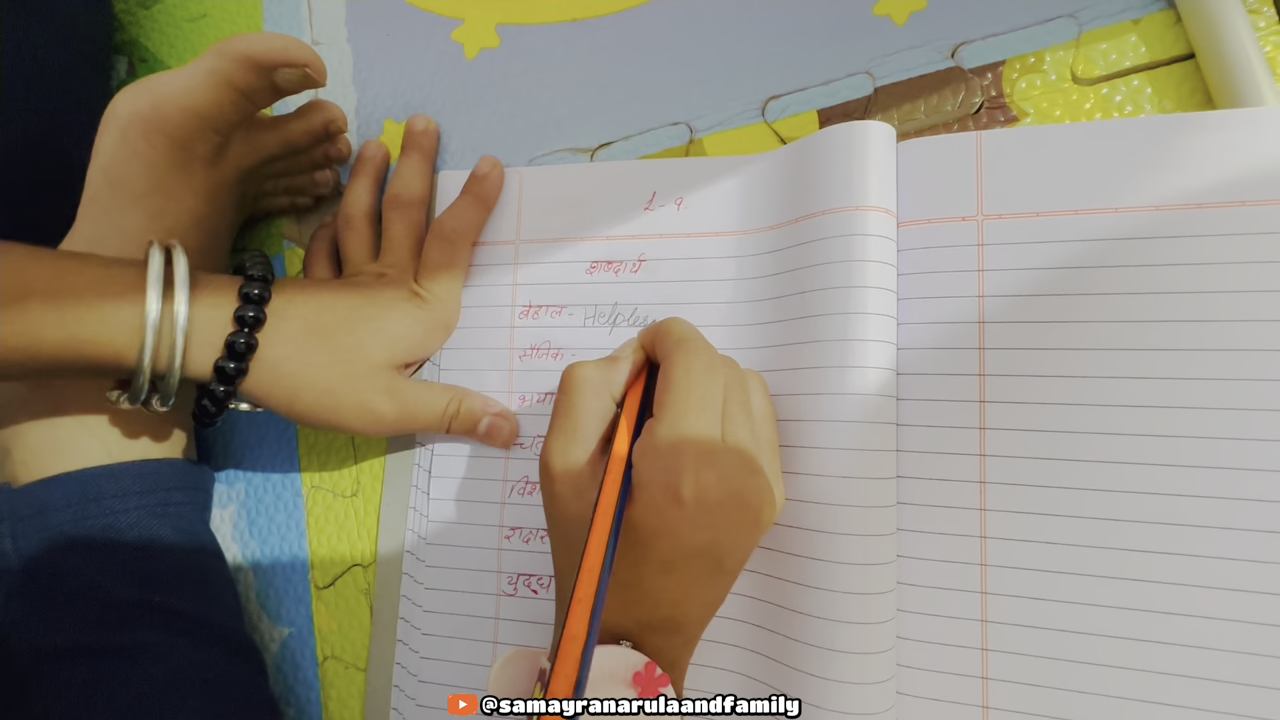 ई-9
शब्दार्थ
बेहाल- Helpless
सैनिक-
युद्ध
@samayranarulaandfamily